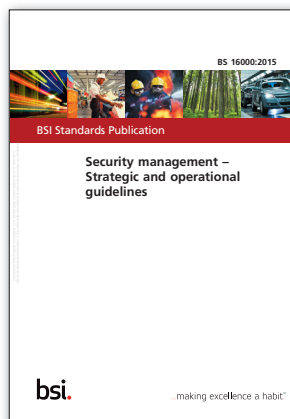 BS 16000:2015
BSI Standards Publication
Security management –
Strategic and operational
guidelines
bsi.
...making excellence a habit.™